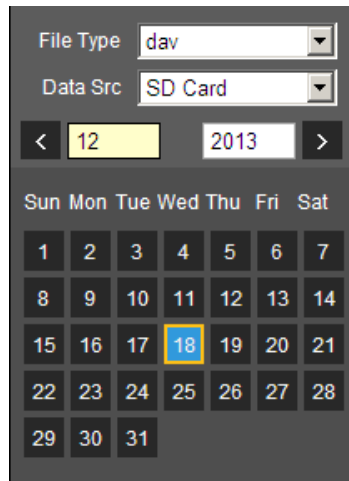 File Type dav
Data Src SD Card
< 12 2013 >
Sun Mon Tue Wed Thu Fri Sat
1 2 3 4 5 6 7
8 9 10 11 12 13 14
15 16 17 18 19 20 21
22 23 24 25 26 27 28
29 30 31